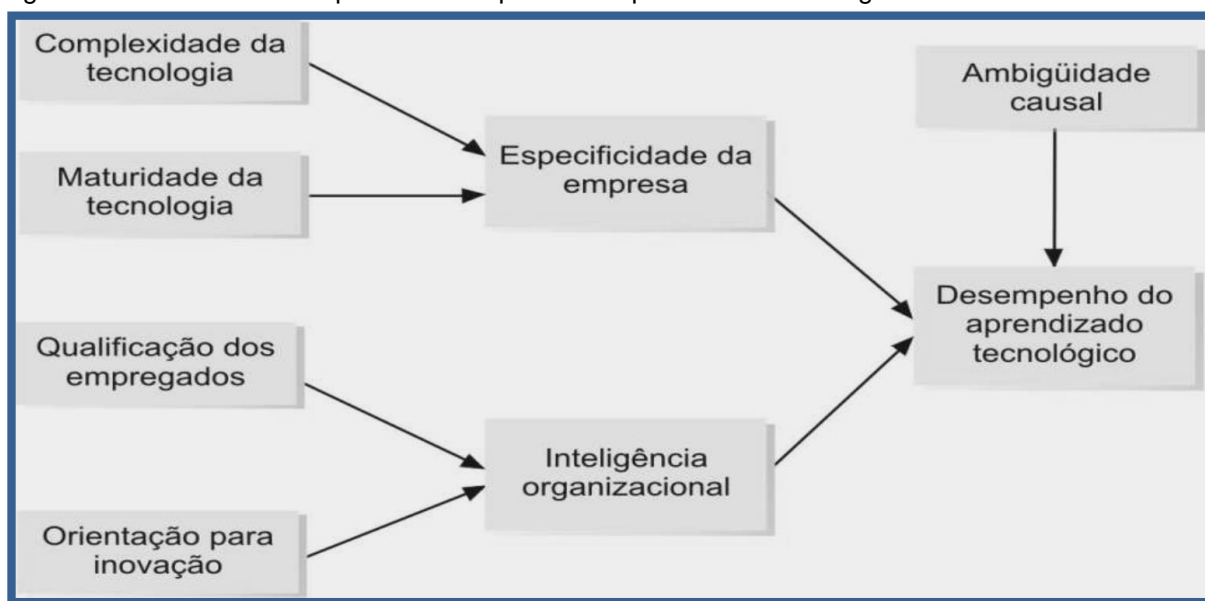 Complexidade da
tecnologia
Maturidade da
tecnologia
Qualificação dos
empregados
Orientação para
inovação
Especificidade da
empresa
Inteligência
organizacional
Ambigüidade
causal
Desempenho do
aprendizado
tecnológico